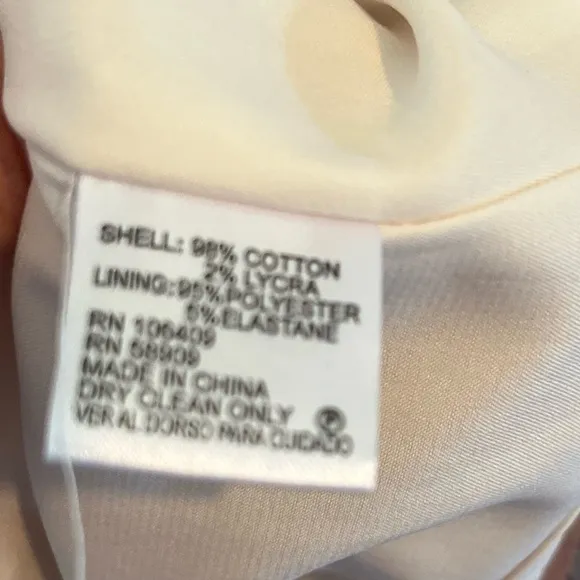 SHELL: 98% COTTON
2% LYCRA
LINING:95%POLYESTER
5%ELASTANE
RN 106409
RN 58909
MADE IN CHINA
DRY CLEAN ONLY Ⓟ
VER AL DORSO PARA CUIDADO